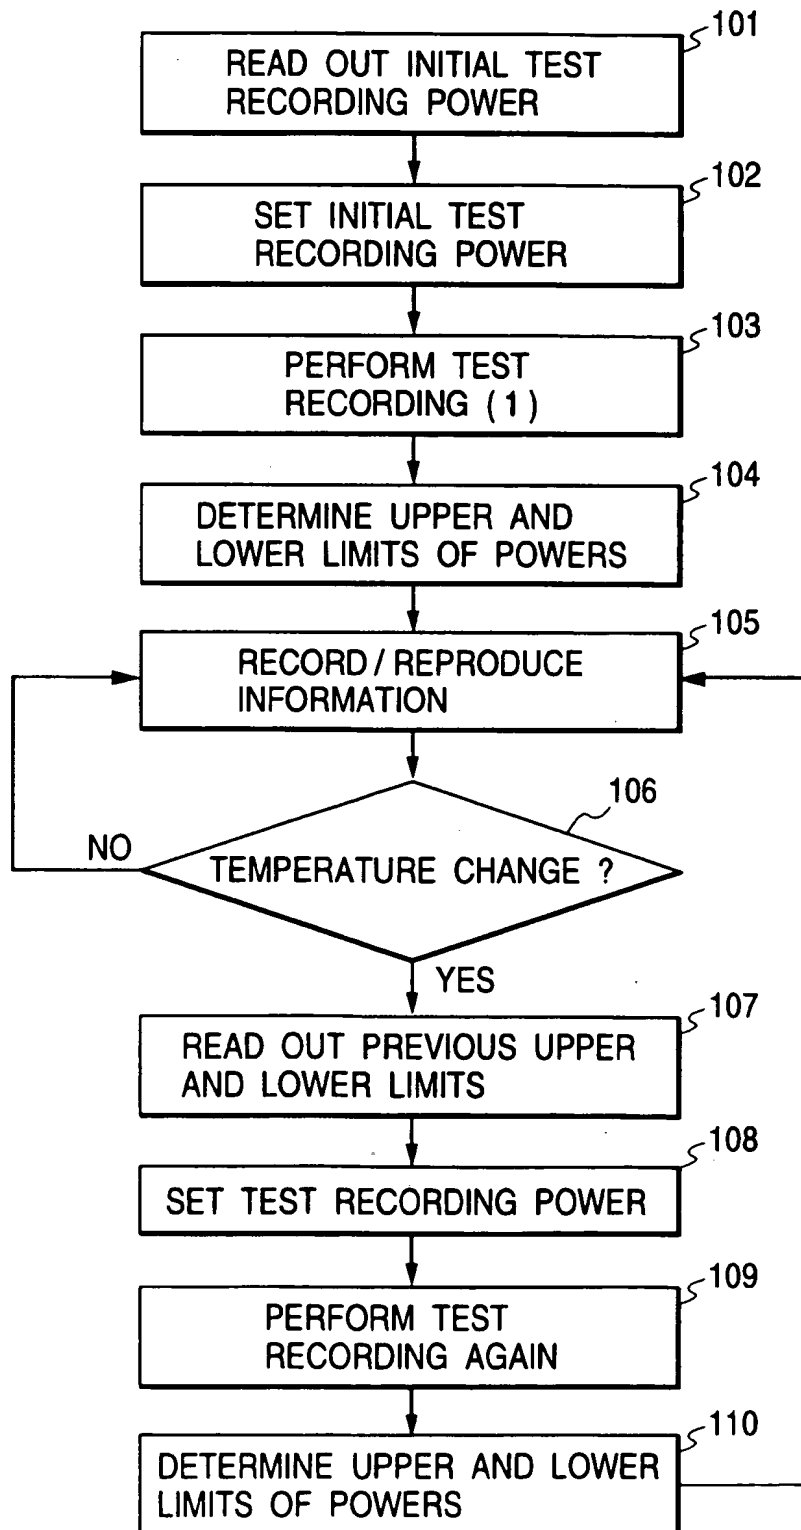 101
READ OUT INITIAL TEST
RECORDING POWER
102
SET INITIAL TEST
RECORDING POWER
103
PERFORM TEST
RECORDING (1)
104
DETERMINE UPPER AND
LOWER LIMITS OF POWERS
105
RECORD / REPRODUCE
INFORMATION
106
NO
TEMPERATURE CHANGE ?
YES
107
READ OUT PREVIOUS UPPER
AND LOWER LIMITS
108
SET TEST RECORDING POWER
109
PERFORM TEST
RECORDING AGAIN
110
DETERMINE UPPER AND LOWER
LIMITS OF POWERS